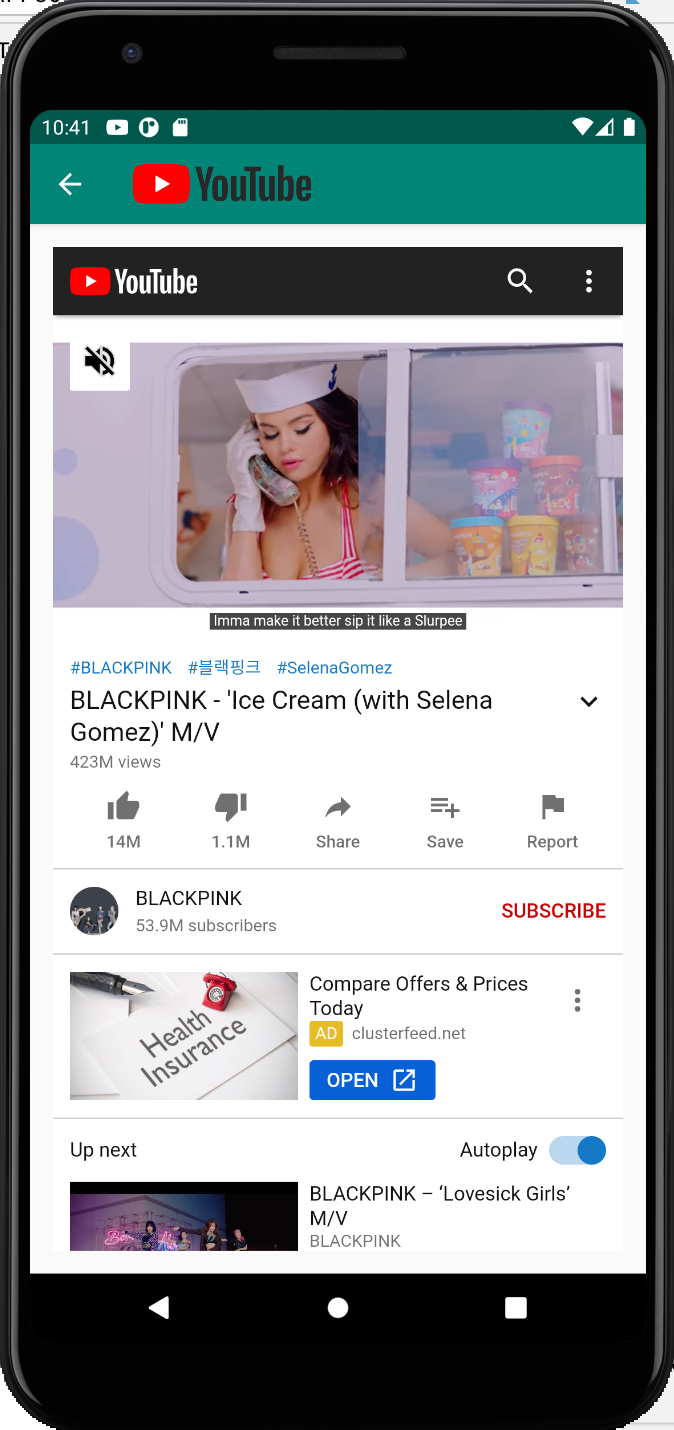 10:41
YouTube
YouTube
Imma make it better sip it like a Slurpee
#BLACKPINK #블랙핑크 #SelenaGomez
BLACKPINK - 'Ice Cream (with Selena
Gomez)' M/V
423M views
14M 1.1M Share Save Report
BLACKPINK
53.9M subscribers
SUBSCRIBE
Health
Insurance
Compare Offers & Prices
Today
AD clusterfeed.net
OPEN
Up next Autoplay
BLACKPINK – ‘Lovesick Girls’
M/V
BLACKPINK